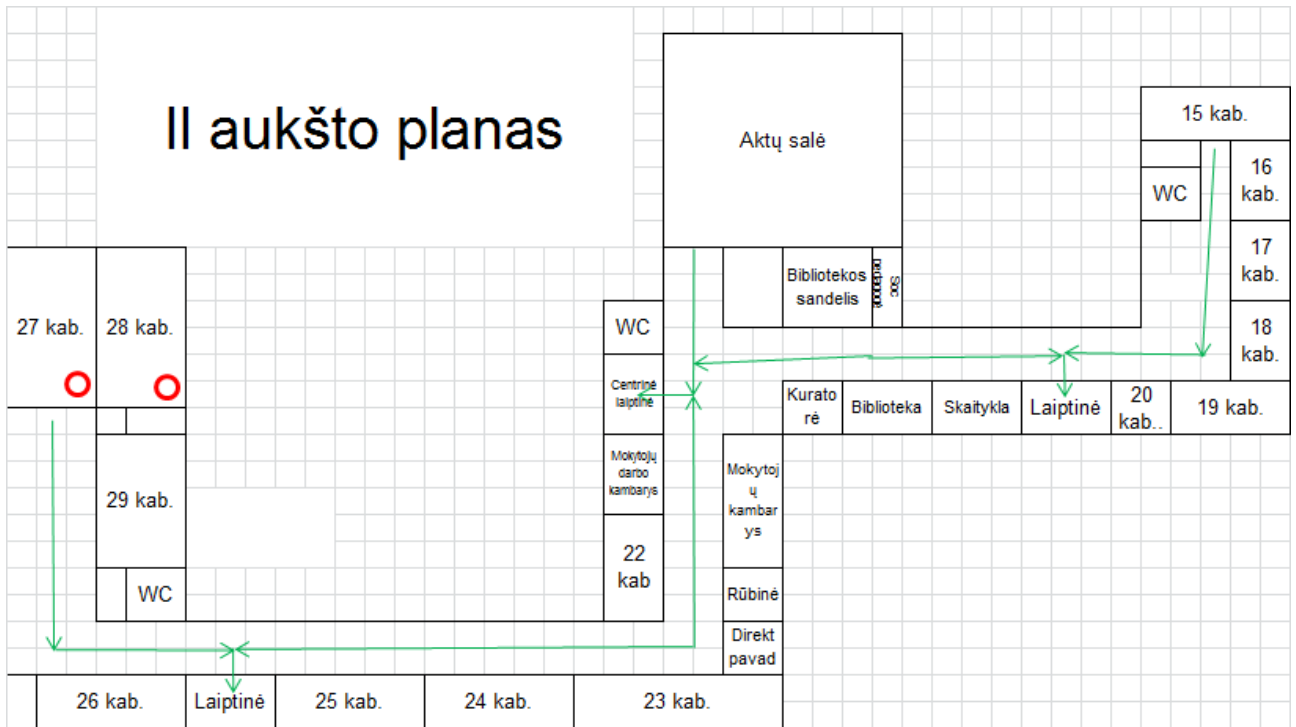 II aukšto planas
Aktų salė
15 kab.
16
kab.
WC
17
kab.
18
kab.
Bibliotekos
sandelis
Soc
pedagogė
27 kab.
28 kab.
WC
Centrinė
laiptinė
Kurato
rė
Biblioteka
Skaitykla
Laiptinė
20
kab..
19 kab.
29 kab.
Mokytojų
darbo
kambarys
Mokytoj
ų
kambar
ys
22
kab
WC
Rūbinė
Direkt
pavad
26 kab.
Laiptinė
25 kab.
24 kab.
23 kab.